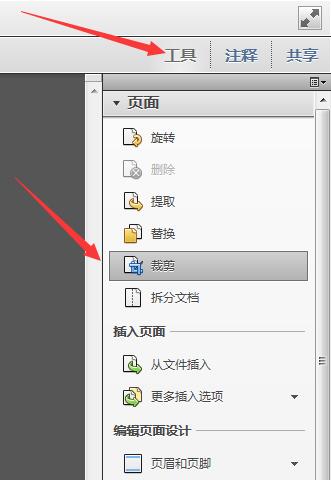 工具 注释 共享
页面
旋转
删除
提取
替换
裁剪
拆分文档
插入页面
从文件插入
更多插入选项
编辑页面设计
页眉和页脚